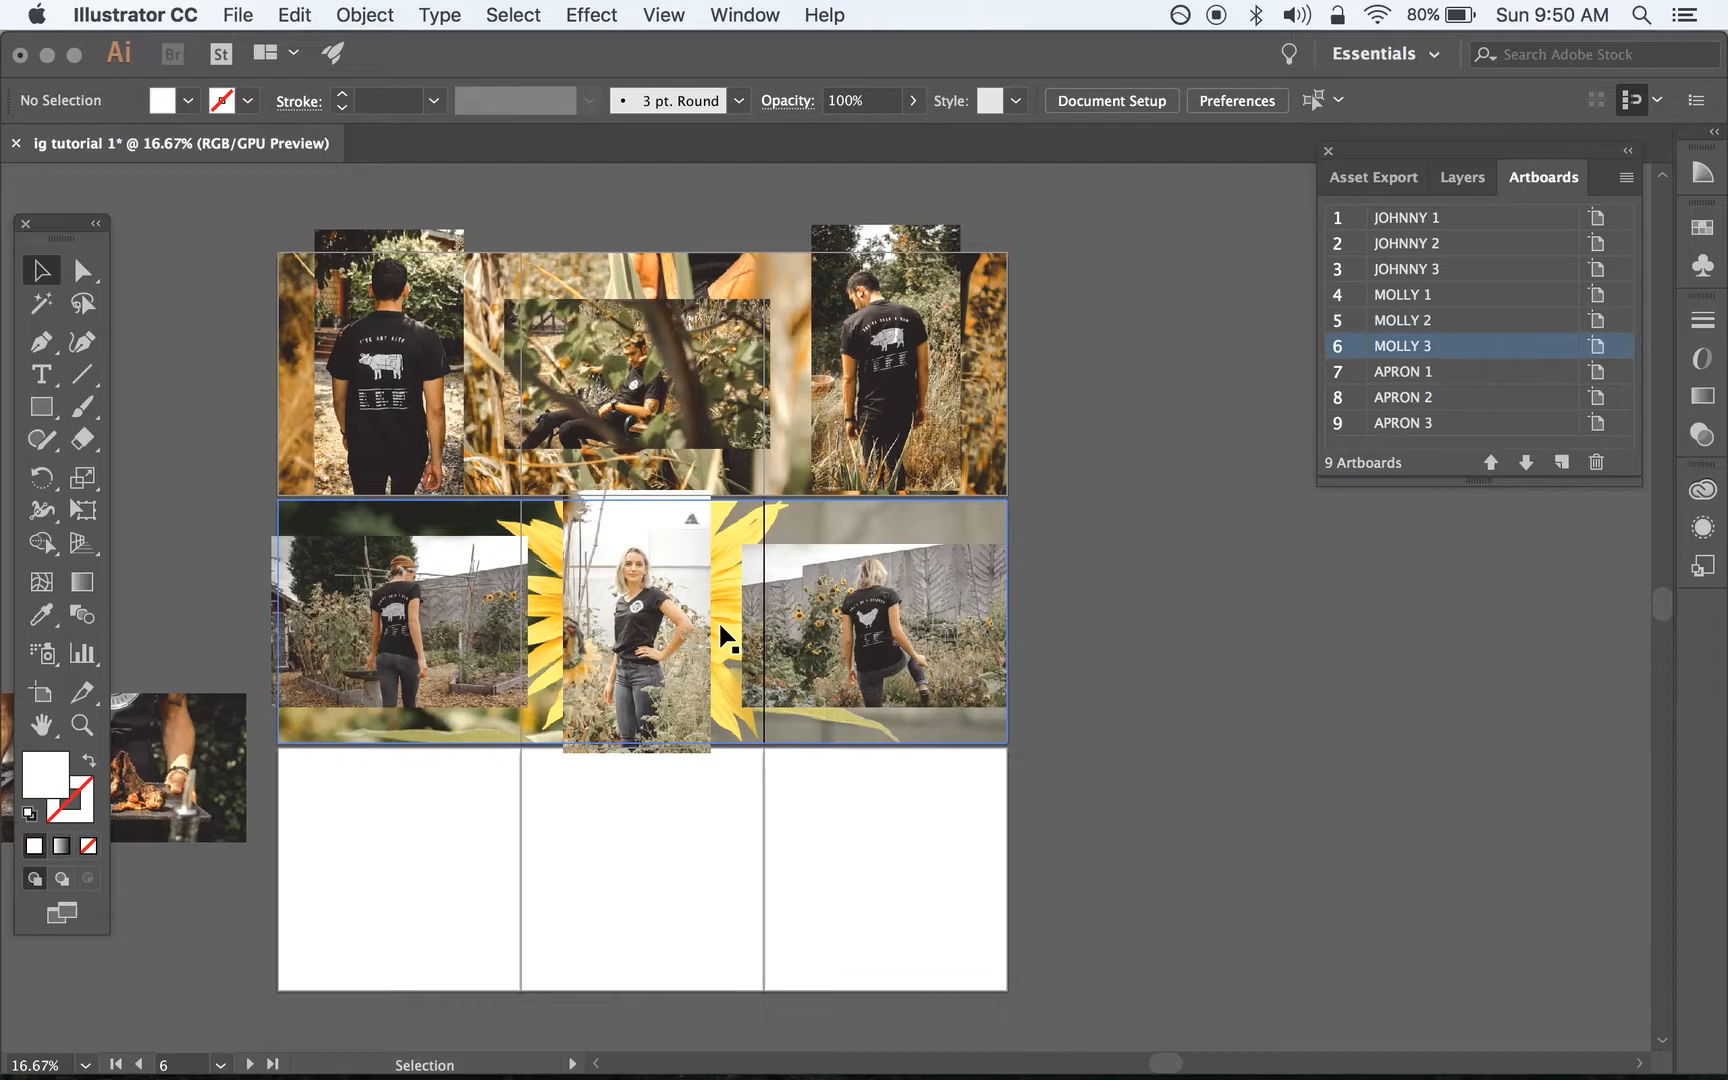 Illustrator CC File Edit Object Type Select Effect View Window Help 80% Sun 9:50 AM
Ai Br St Essentials Search Adobe Stock
No Selection Stroke: 3 pt. Round Opacity: 100% Style: Document Setup Preferences
× ig tutorial 1* @ 16.67% (RGB/GPU Preview)
Asset Export Layers Artboards
1 JOHNNY 1
2 JOHNNY 2
3 JOHNNY 3
4 MOLLY 1
5 MOLLY 2
6 MOLLY 3
7 APRON 1
8 APRON 2
9 APRON 3
9 Artboards
T
16.67% 6 Selection